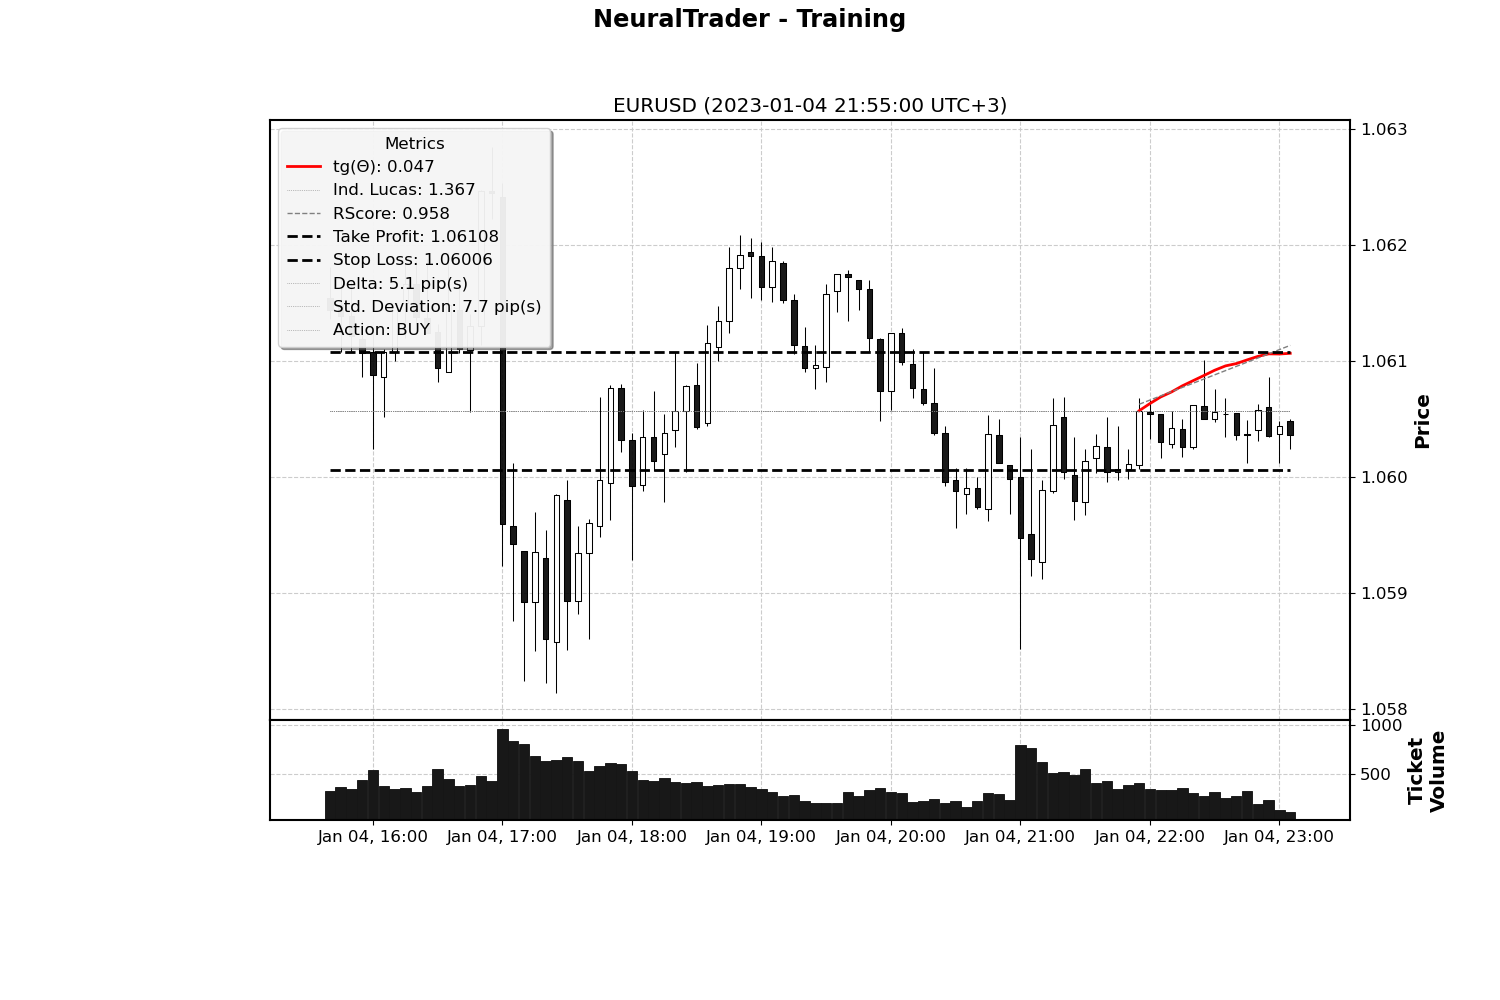 NeuralTrader - Training
EURUSD (2023-01-04 21:55:00 UTC+3)
Metrics
tg(Θ): 0.047
Ind. Lucas: 1.367
RScore: 0.958
Take Profit: 1.06108
Stop Loss: 1.06006
Delta: 5.1 pip(s)
Std. Deviation: 7.7 pip(s)
Action: BUY
1.063
1.062
1.061
1.060
1.059
1.058
Price
1000
500
Ticket
Volume
Jan 04, 16:00
Jan 04, 17:00
Jan 04, 18:00
Jan 04, 19:00
Jan 04, 20:00
Jan 04, 21:00
Jan 04, 22:00
Jan 04, 23:00